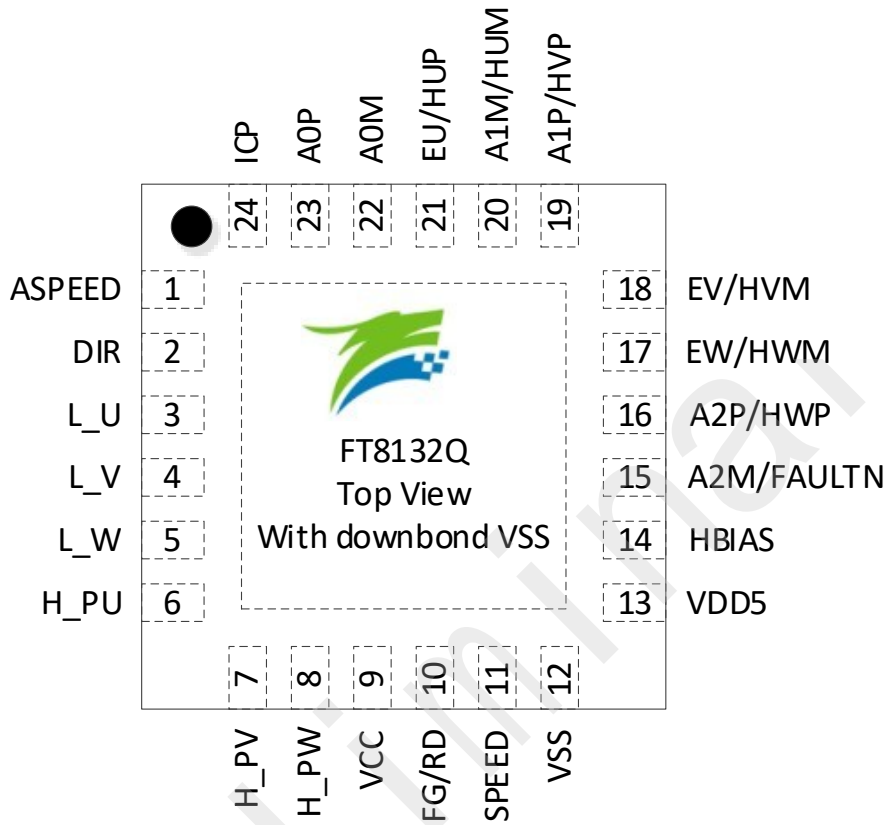 ICP
A0P
A0M
EU/HUP
A1M/HUM
A1P/HVP
24
23
22
21
20
19
ASPEED 1
DIR 2
L_U 3
L_V 4
L_W 5
H_PU 6
18 EV/HVM
17 EW/HWM
16 A2P/HWP
15 A2M/FAULTN
14 HBIAS
13 VDD5
FT8132Q
Top View
With downbond VSS
7
8
9
10
11
12
H_PV
H_PW
VCC
FG/RD
SPEED
VSS